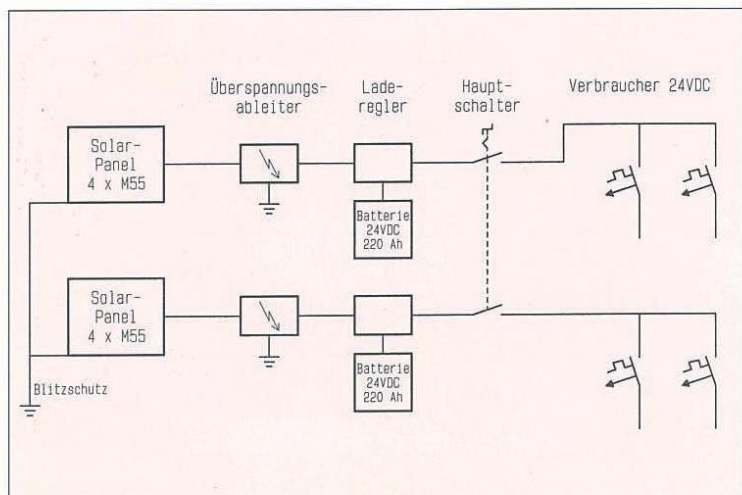 Überspannungs-
ableiter
Lade-
regler
Haupt-
schalter
Verbraucher 24VDC
Solar-
Panel
4 x M55
Batterie
24VDC
220 Ah
Solar-
Panel
4 x M55
Batterie
24VDC
220 Ah
Blitzschutz